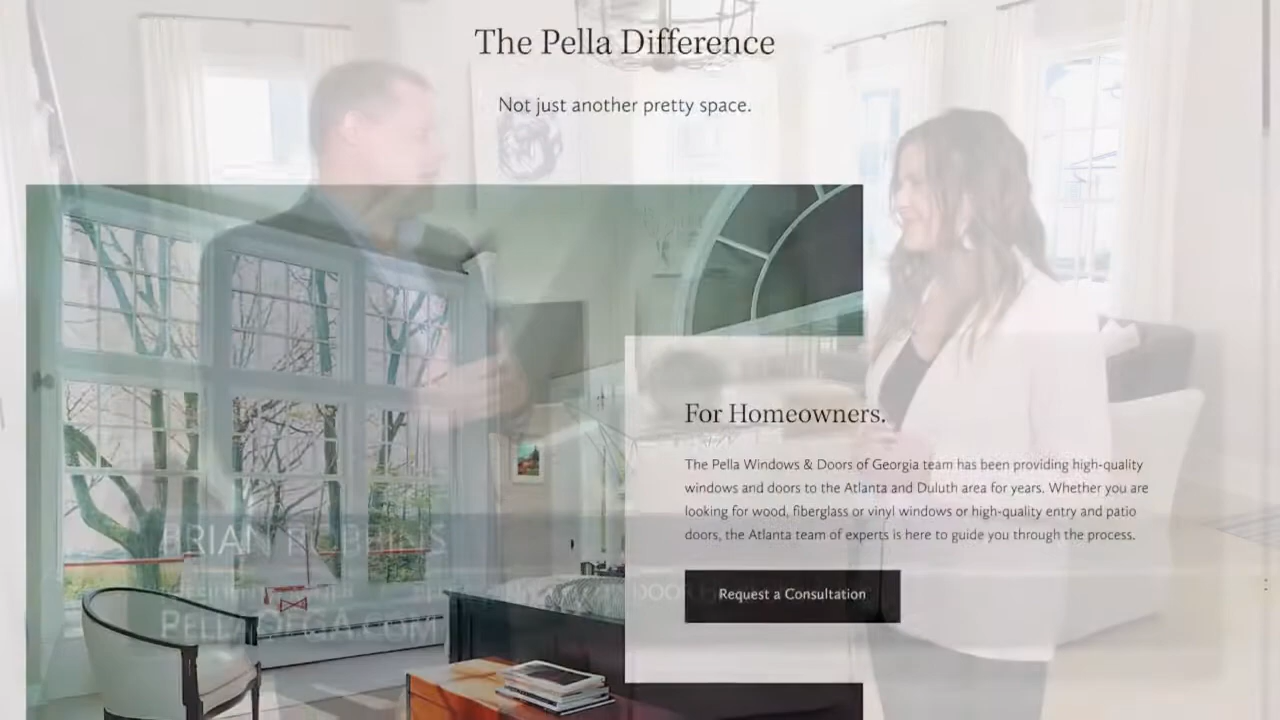 The Pella Difference
Not just another pretty space.
For Homeowners.
The Pella Windows & Doors of Georgia team has been providing high-quality
windows and doors to the Atlanta and Duluth area for years. Whether you are
looking for wood, fiberglass or vinyl windows or high-quality entry and patio
doors, the Atlanta team of experts is here to guide you through the process.
BRIAN
Request a Consultation